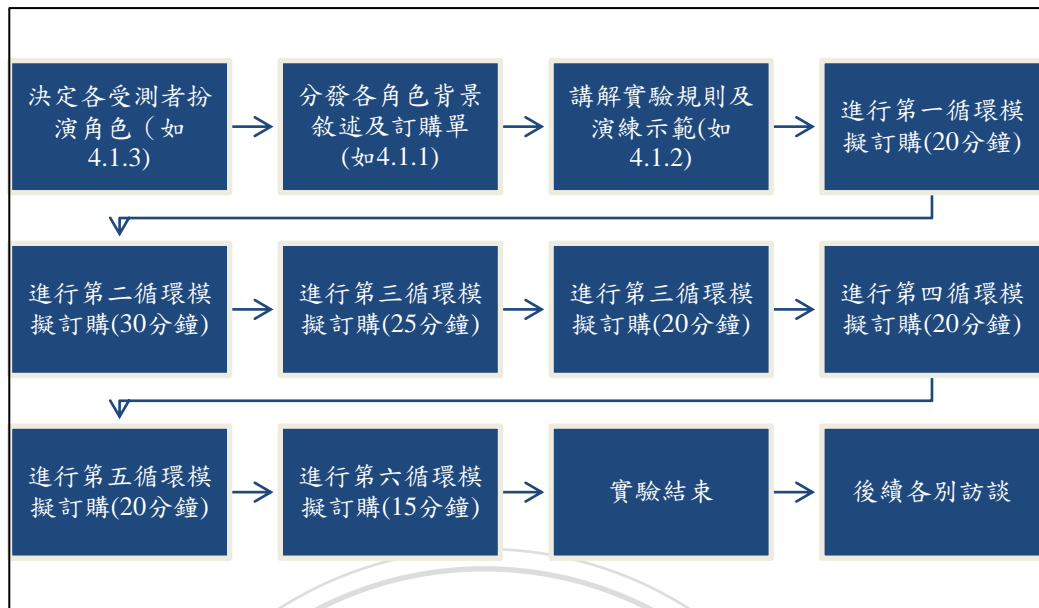 決定各受測者扮
演角色（如
4.1.3)
分發各角色背景
敘述及訂購單
(如4.1.1)
講解實驗規則及
演練示範(如
4.1.2)
進行第一循環模
擬訂購(20分鐘)
進行第二循環模
擬訂購(30分鐘)
進行第三循環模
擬訂購(25分鐘)
進行第三循環模
擬訂購(20分鐘)
進行第四循環模
擬訂購(20分鐘)
進行第五循環模
擬訂購(20分鐘)
進行第六循環模
擬訂購(15分鐘)
實驗結束
後續各別訪談